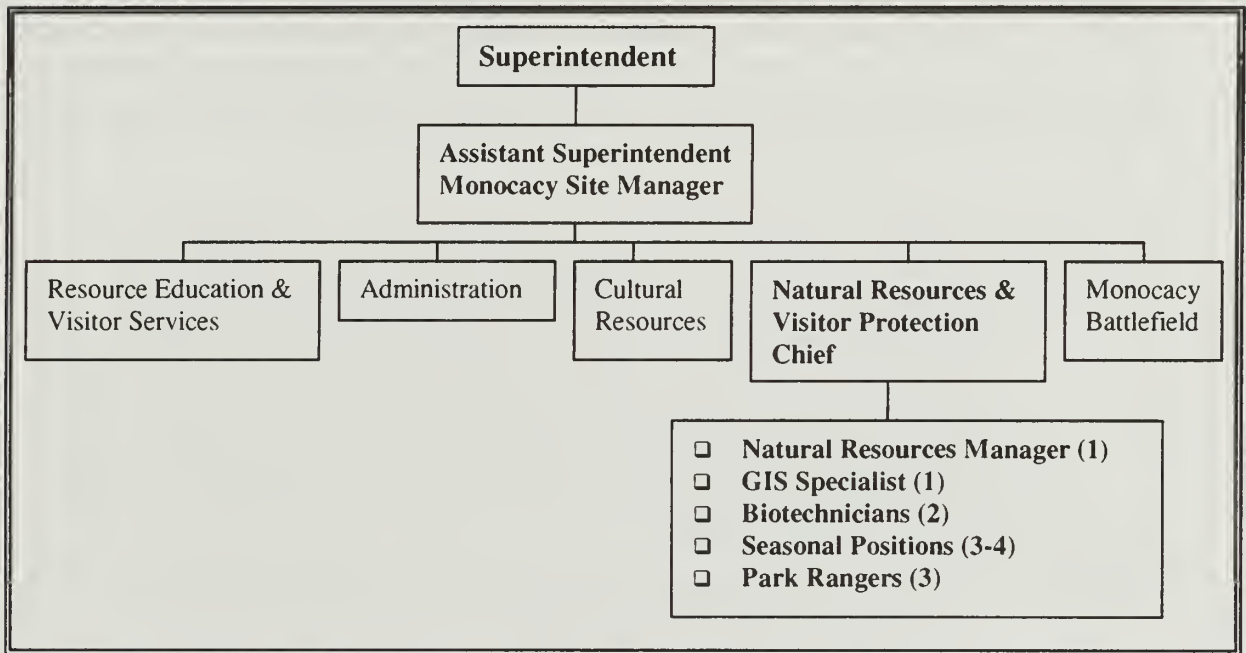 Superintendent
Assistant Superintendent
Monocacy Site Manager
Resource Education &
Visitor Services
Administration
Cultural
Resources
Natural Resources &
Visitor Protection
Chief
Monocacy
Battlefield
❑ Natural Resources Manager (1)
❑ GIS Specialist (1)
❑ Biotechnicians (2)
❑ Seasonal Positions (3-4)
❑ Park Rangers (3)